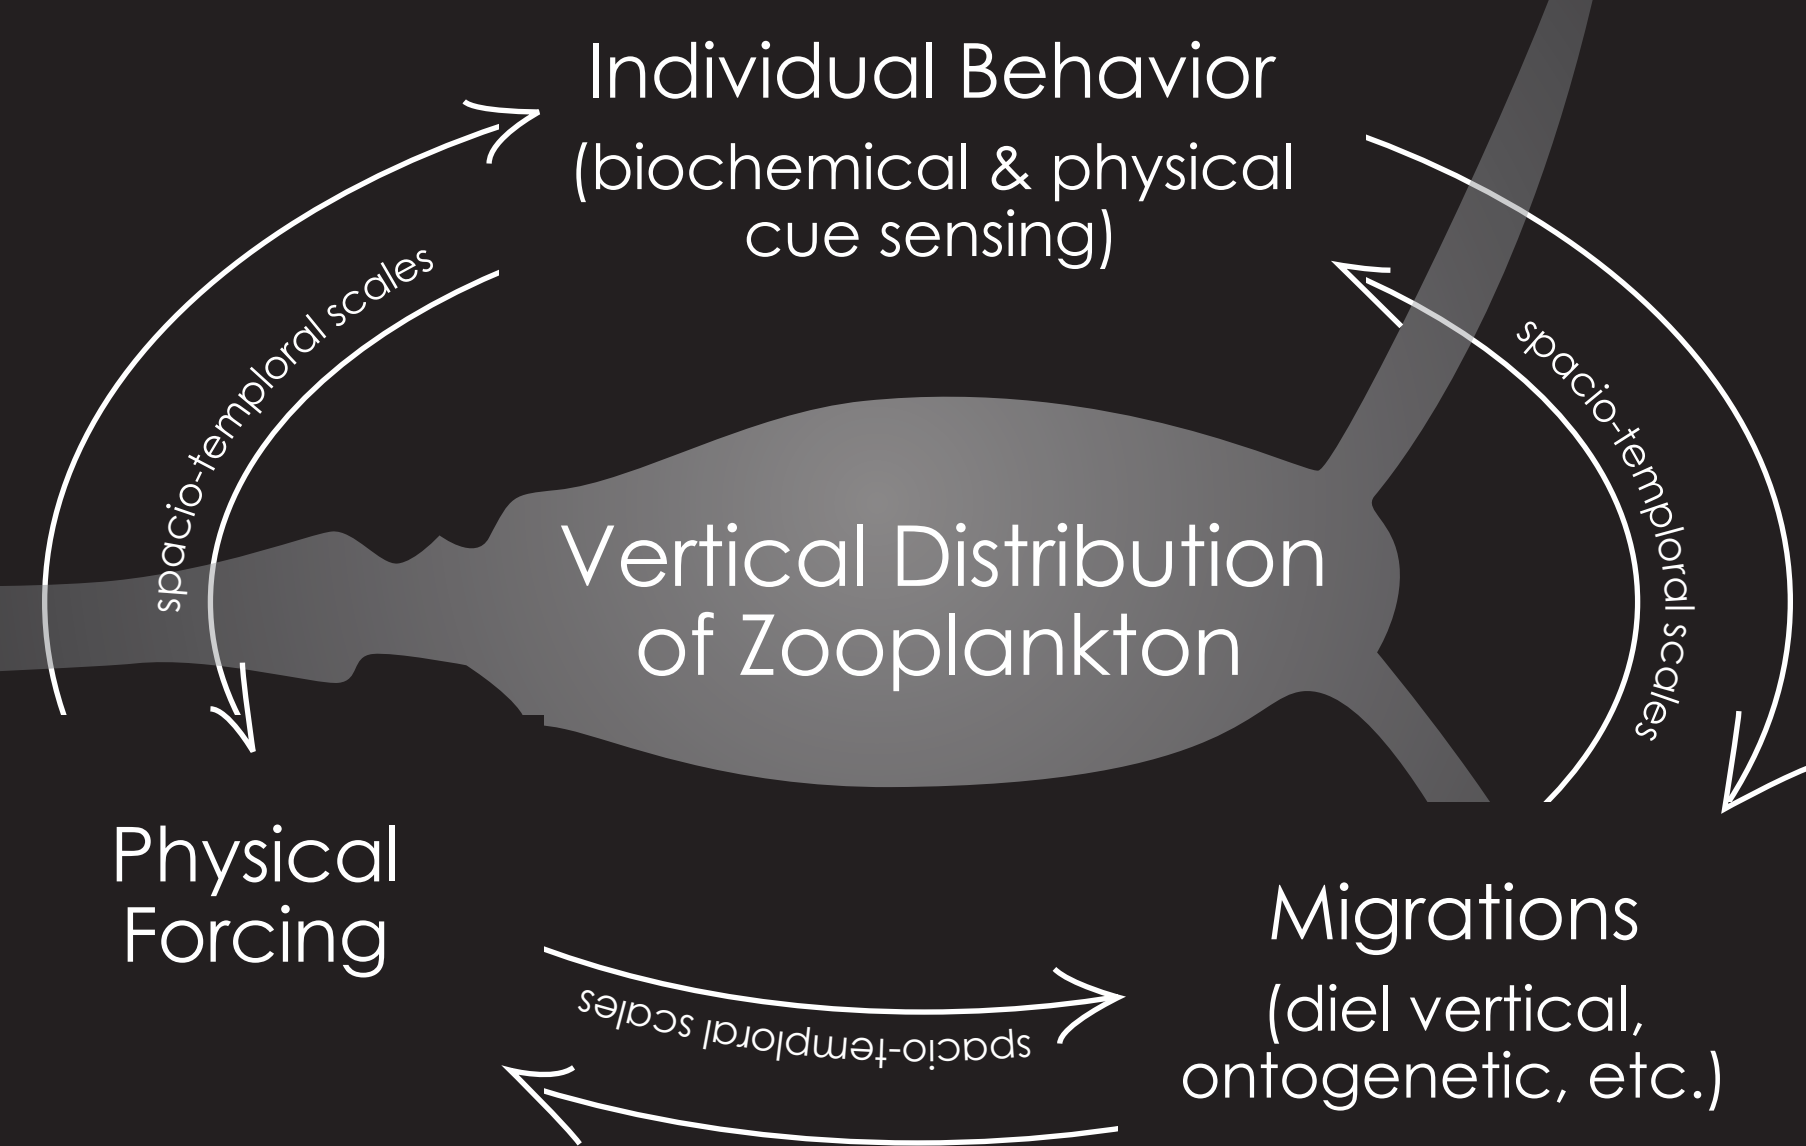 Individual Behavior
(biochemical & physical
cue sensing)
spacio-temploral scales
spacio-temploral scales
Vertical Distribution
of Zooplankton
Physical
Forcing
Migrations
(diel vertical,
ontogenetic, etc.)
spacio-temploral scales